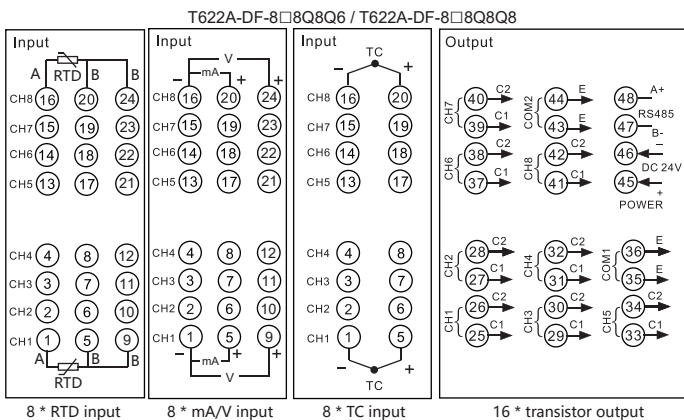 T622A-DF-8□8Q8Q6 / T622A-DF-8□8Q8Q8
Input
A RTD B B
CH8 16 20 24
CH7 15 19 23
CH6 14 18 22
CH5 13 17 21
CH4 4 8 12
CH3 3 7 11
CH2 2 6 10
CH1 1 5 9
A B B
RTD
8 * RTD input
Input
V
− mA + +
CH8 16 20 24
CH7 15 19 23
CH6 14 18 22
CH5 13 17 21
CH4 4 8 12
CH3 3 7 11
CH2 2 6 10
CH1 1 5 9
− mA + +
V
8 * mA/V input
Input
TC
− +
CH8 16 20
CH7 15 19
CH6 14 18
CH5 13 17
CH4 4 8
CH3 3 7
CH2 2 6
CH1 1 5
− +
TC
8 * TC input
Output
CH7 40 C2 COM2 44 E 48 A+
39 C1 43 E 47 RS485 B-
CH6 38 C2 CH8 42 C2 46 −
37 C1 41 C1 45 DC 24V +
POWER
CH2 28 C2 CH4 32 C2 COM1 36 E
27 C1 31 C1 35 E
CH1 26 C2 CH3 30 C2 CH5 34 C2
25 C1 29 C1 33 C1
16 * transistor output